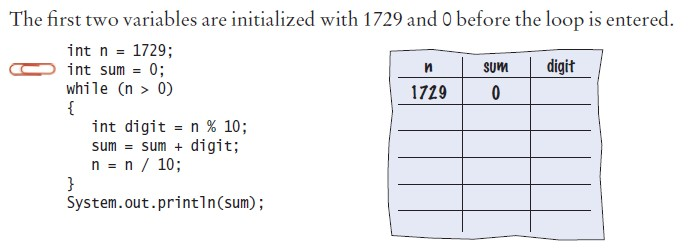 The first two variables are initialized with 1729 and 0 before the loop is entered.
int n = 1729;
int sum = 0;
while (n > 0)
{
int digit = n % 10;
sum = sum + digit;
n = n / 10;
}
System.out.println(sum);
n sum digit
1729 0